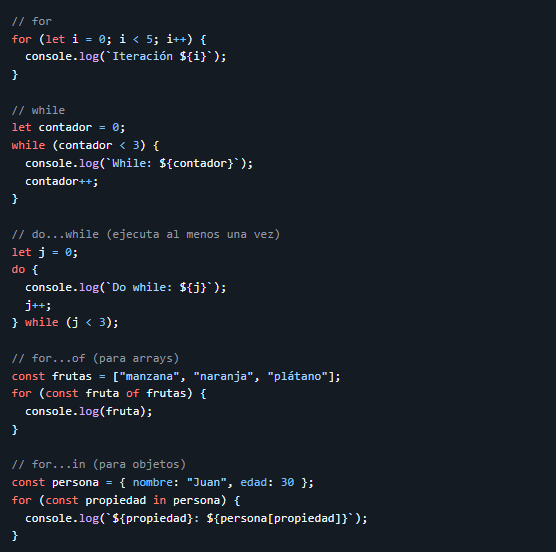 // for
for (let i = 0; i < 5; i++) {
  console.log(`Iteración ${i}`);
}

// while
let contador = 0;
while (contador < 3) {
  console.log(`While: ${contador}`);
  contador++;
}

// do...while (ejecuta al menos una vez)
let j = 0;
do {
  console.log(`Do while: ${j}`);
  j++;
} while (j < 3);

// for...of (para arrays)
const frutas = ["manzana", "naranja", "plátano"];
for (const fruta of frutas) {
  console.log(fruta);
}

// for...in (para objetos)
const persona = { nombre: "Juan", edad: 30 };
for (const propiedad in persona) {
  console.log(`${propiedad}: ${persona[propiedad]}`);
}